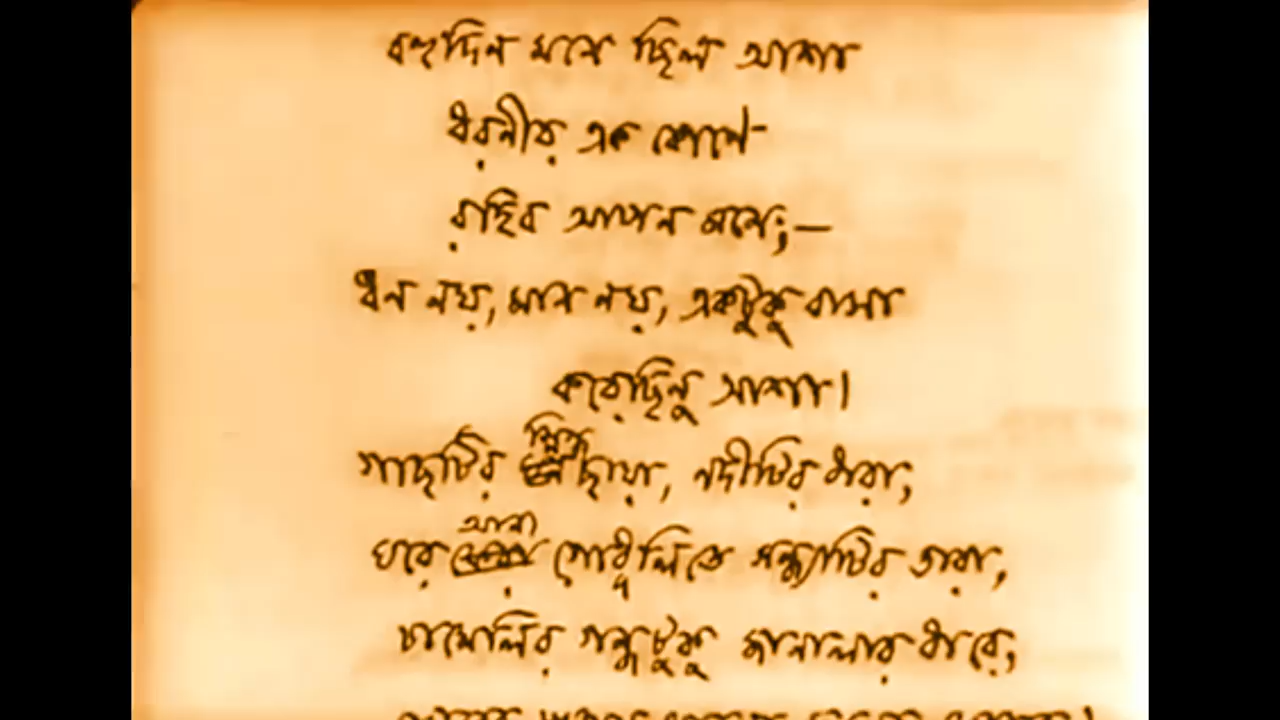 বহুদিন মনে ছিল আশা
ধরণীর এক কোণে
রহিব আপন মনে;—
ধন নয়, মান নয়, একটুকু বাসা
করেছিনু আশা।
গাছটির স্নিগ্ধ ছায়া, নদীটির ধারা,
ঘরে আনা গোধূলিতে সন্ধ্যাটির তারা,
চামেলির গন্ধটুকু জানালার ধারে,